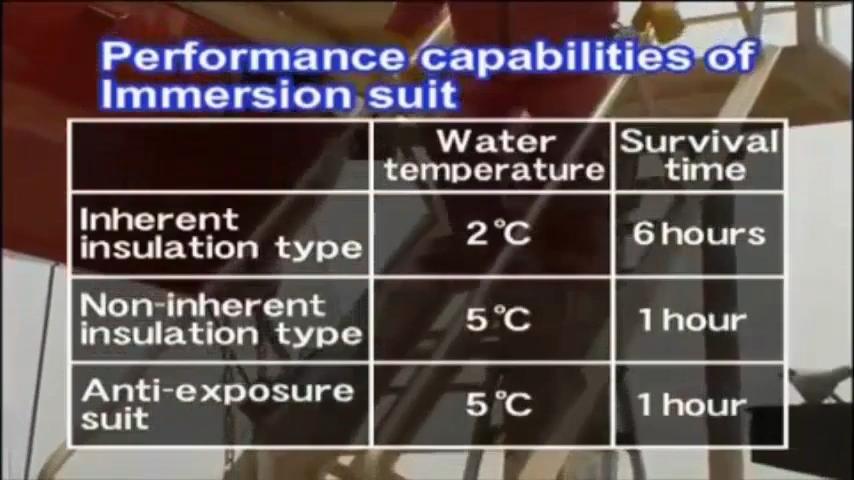 Performance capabilities of
Immersion suit
Water temperature
Survival time
Inherent insulation type
2°C
6 hours
Non-inherent insulation type
5°C
1 hour
Anti-exposure suit
5°C
1 hour